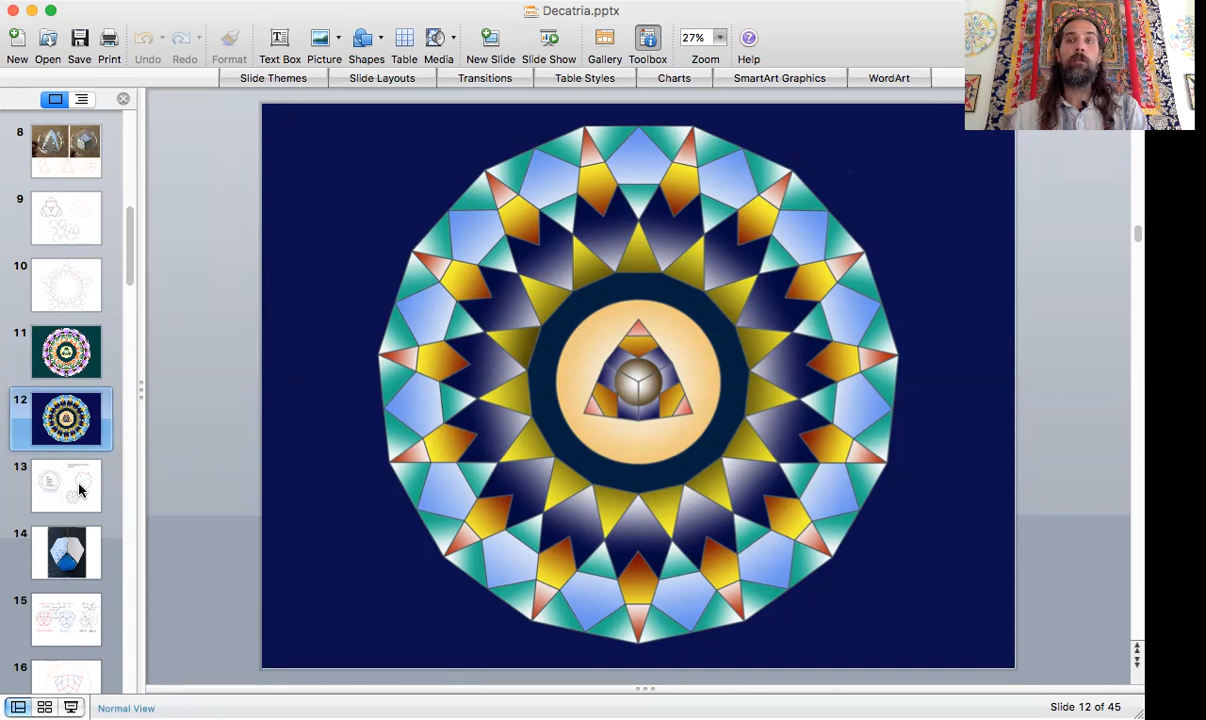 Decatria.pptx
New Open Save Print Undo Redo Format Text Box Picture Shapes Table Media New Slide Slide Show Gallery Toolbox 27% Zoom Help
Slide Themes Slide Layouts Transitions Table Styles Charts SmartArt Graphics WordArt
8
9
10
11
12
13
14
15
16
Normal View
Slide 12 of 45